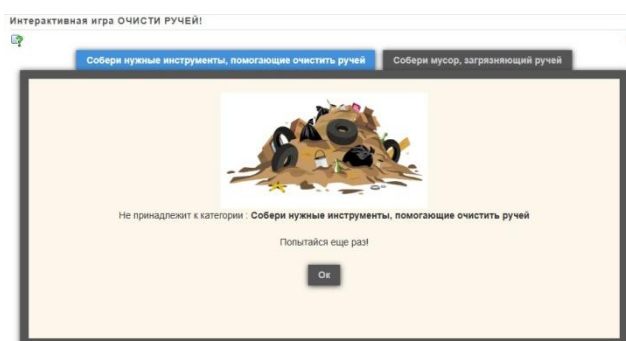 Интерактивная игра ОЧИСТИ РУЧЕЙ!
Собери нужные инструменты, помогающие очистить ручей
Собери мусор, загрязняющий ручей
Не принадлежит к категории : Собери нужные инструменты, помогающие очистить ручей
Попытайся еще раз!
Ок